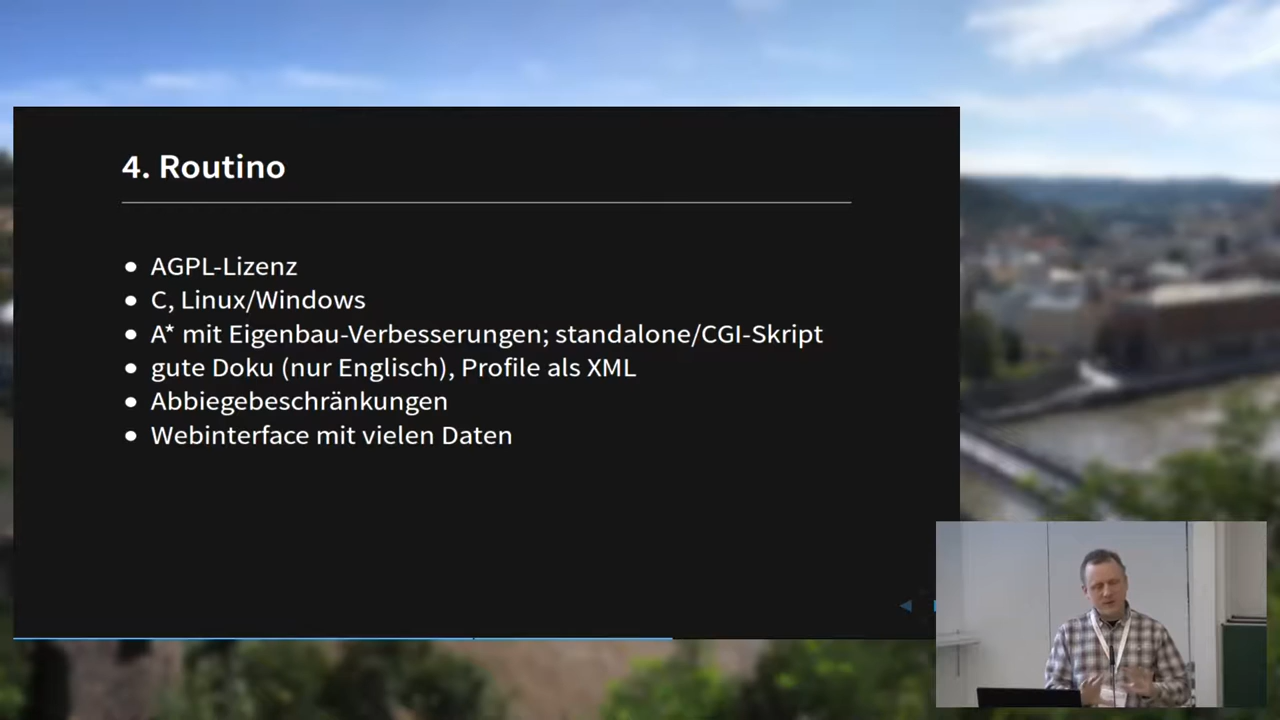 4. Routino
AGPL-Lizenz
C, Linux/Windows
A* mit Eigenbau-Verbesserungen; standalone/CGI-Skript
gute Doku (nur Englisch), Profile als XML
Abbiegebeschränkungen
Webinterface mit vielen Daten